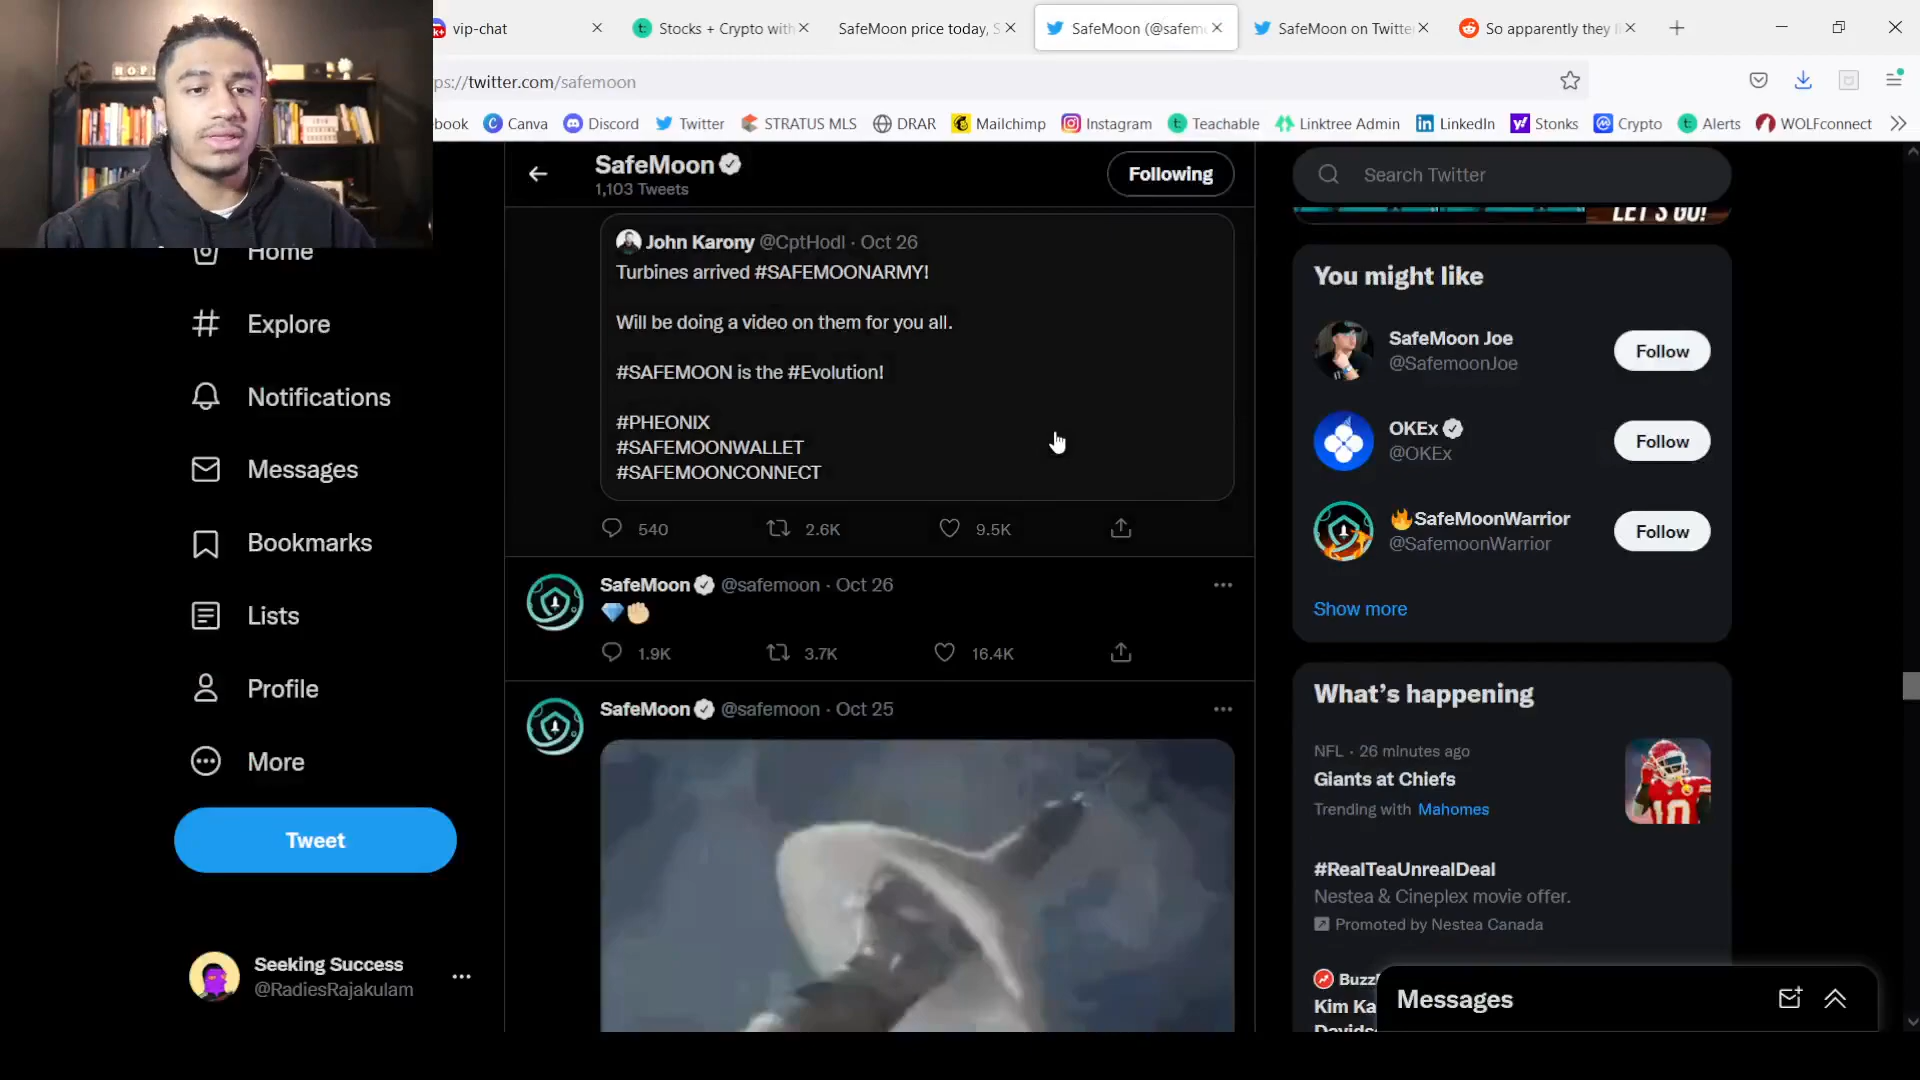 vip-chat
Stocks + Crypto with
SafeMoon price today, S
SafeMoon (@safem
SafeMoon on Twitte
So apparently they
ps://twitter.com/safemoon
book
Canva
Discord
Twitter
STRATUS MLS
DRAR
Mailchimp
Instagram
Teachable
Linktree Admin
LinkedIn
Stonks
Crypto
Alerts
WOLFconnect
SafeMoon
1,103 Tweets
Following
Search Twitter
Home
Explore
Notifications
Messages
Bookmarks
Lists
Profile
More
Tweet
Seeking Success
@RadiesRajakulam
John Karony @CptHodl · Oct 26
Turbines arrived #SAFEMOONARMY!
Will be doing a video on them for you all.
#SAFEMOON is the #Evolution!
#PHEONIX
#SAFEMOONWALLET
#SAFEMOONCONNECT
540 2.6K 9.5K
SafeMoon @safemoon · Oct 26
💎✊🏼
1.9K 3.7K 16.4K
SafeMoon @safemoon · Oct 25
LET'S GO!
You might like
SafeMoon Joe
@SafemoonJoe
Follow
OKEx
@OKEx
Follow
🔥SafeMoonWarrior
@SafemoonWarrior
Follow
Show more
What's happening
NFL · 26 minutes ago
Giants at Chiefs
Trending with Mahomes
#RealTeaUnrealDeal
Nestea & Cineplex movie offer.
Promoted by Nestea Canada
Buzz
Kim Ka
Davids
Messages